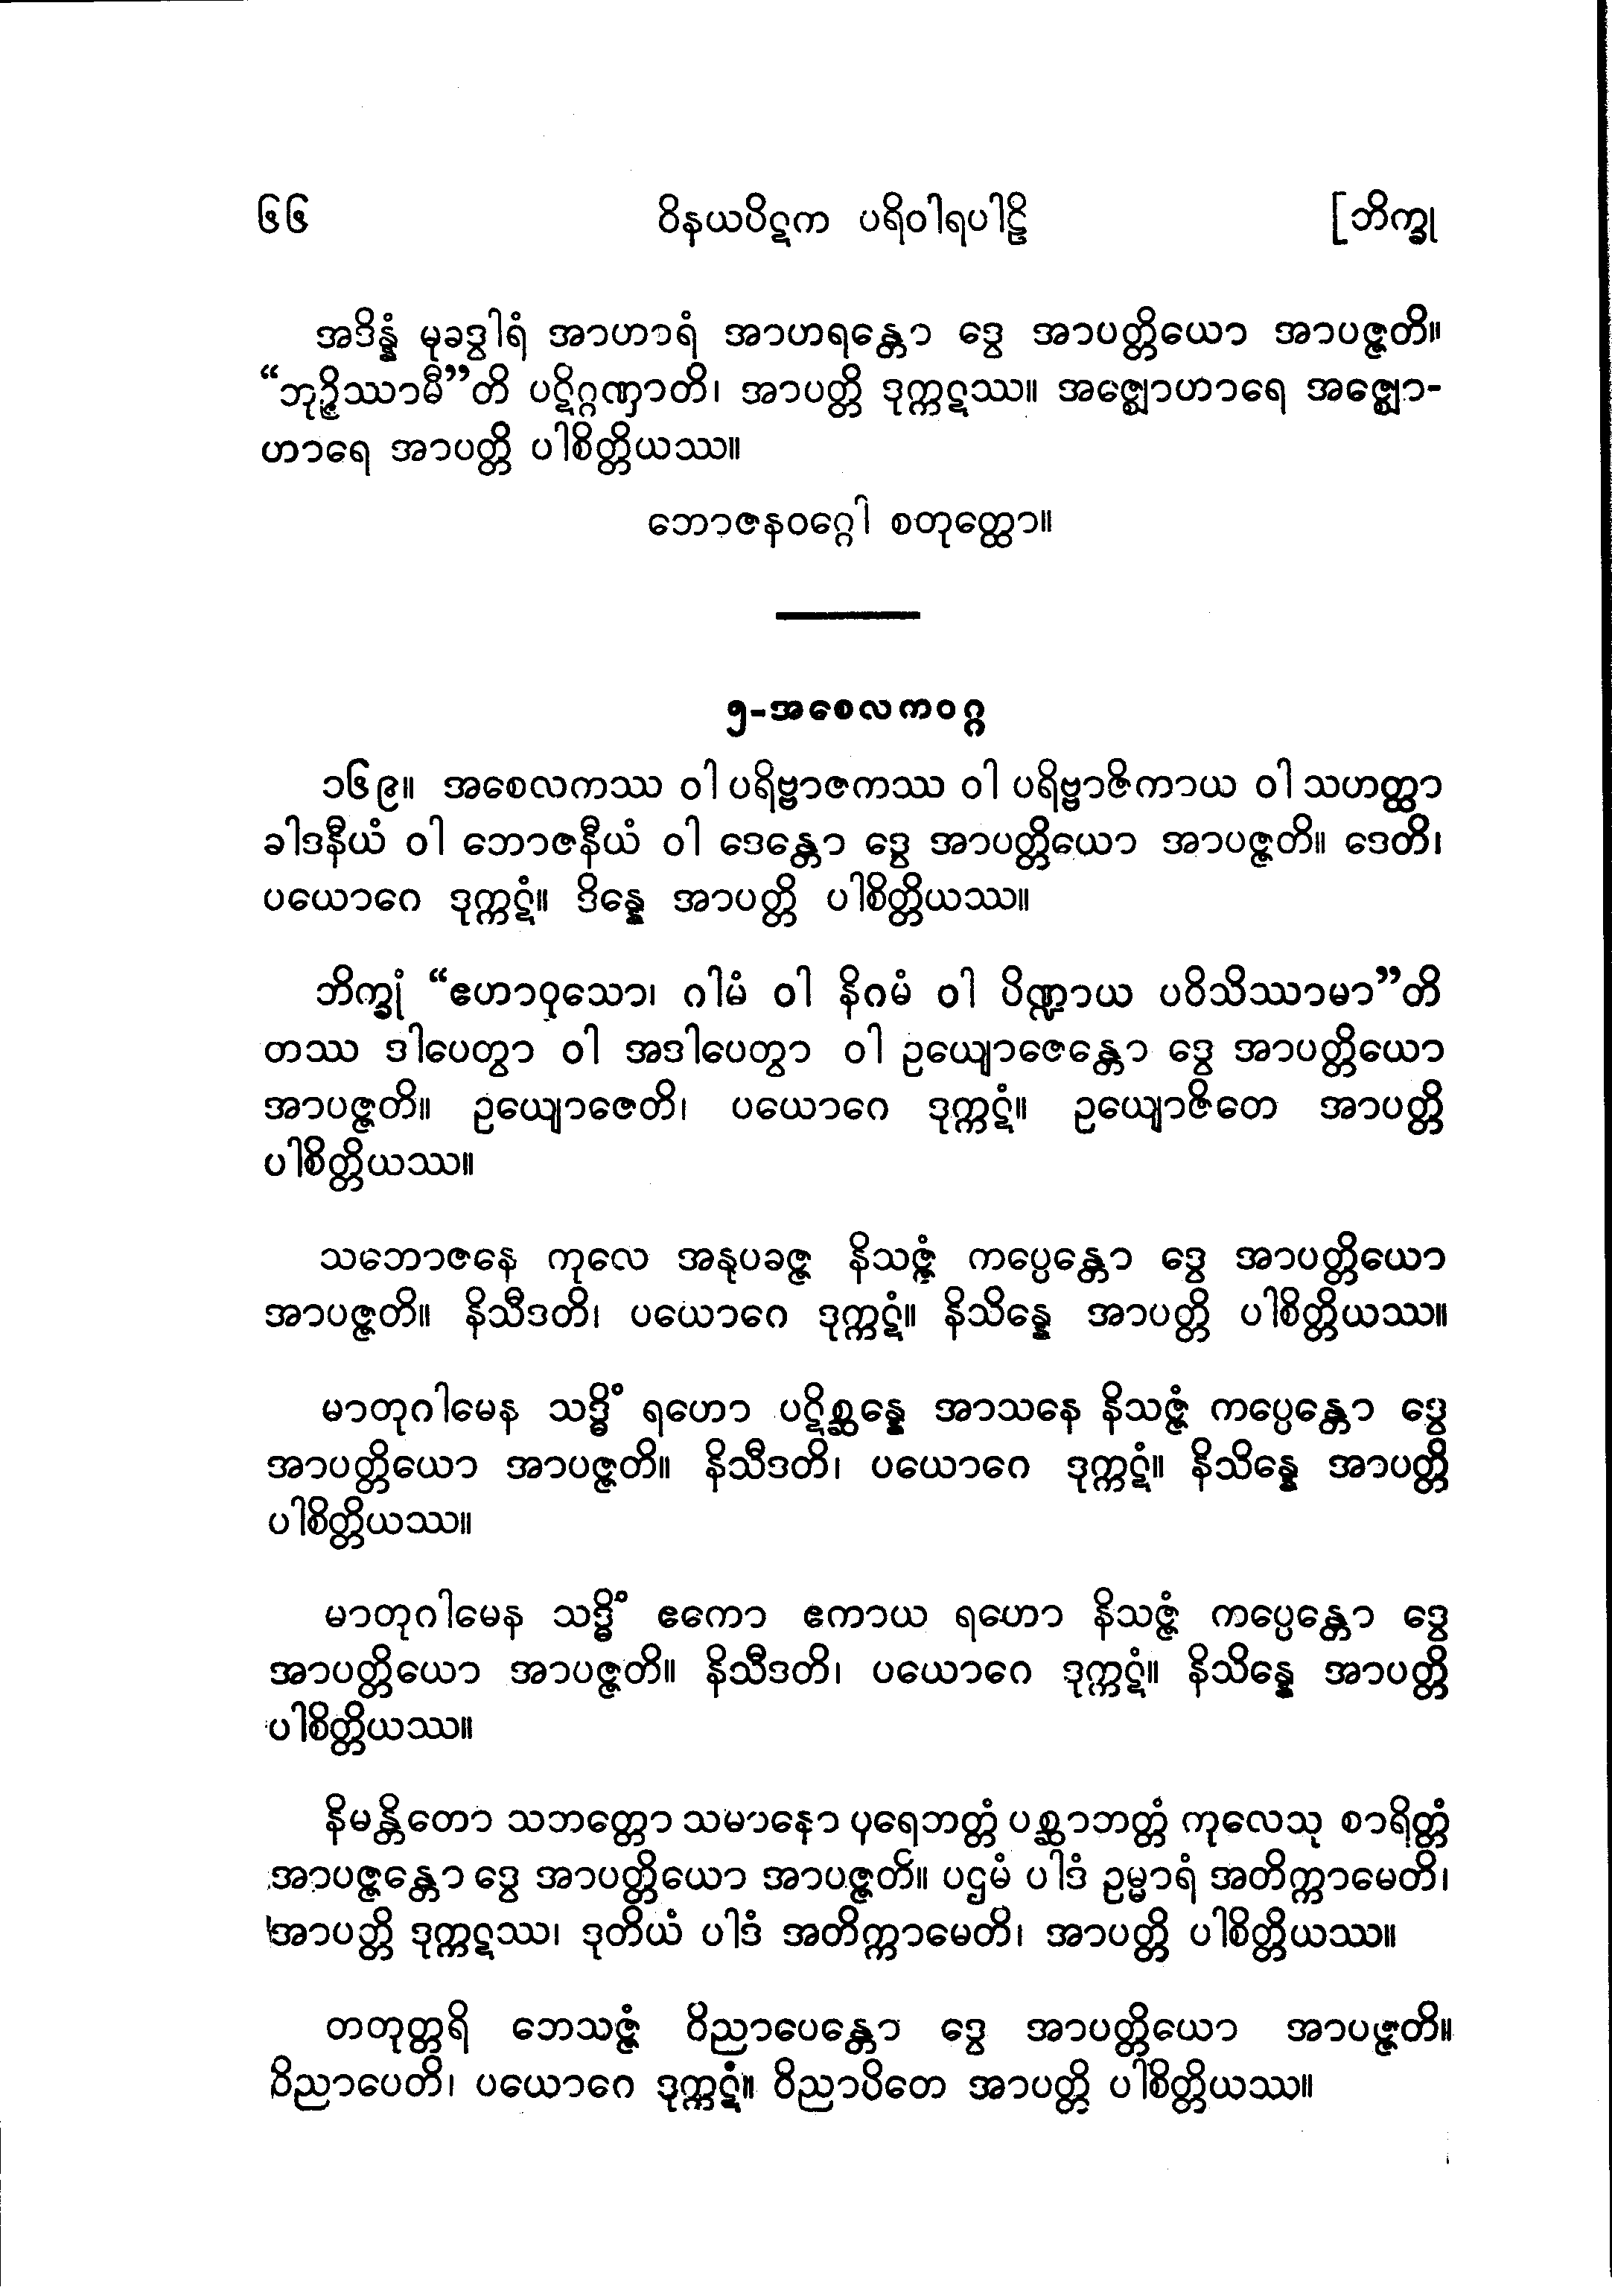 ၆၆ ဝိနယပိဋက ပရိဝါရပါဠိ [ဘိက္ခု
အဒိန္နံ မုခဒွါရံ အာဟာရံ အာဟရန္တော ဒွေ အာပတ္တိယော အာပဇ္ဇတိ။
“ဘုဉ္ဇိဿာမီ”တိ ပဋိဂ္ဂဏှာတိ၊ အာပတ္တိ ဒုက္ကဋဿ။ အဇ္ဈောဟာရေ အဇ္ဈော-
ဟာရေ အာပတ္တိ ပါစိတ္တိယဿ။
ဘောဇနဝဂ္ဂေါ စတုတ္ထော။
၅-အစေလကဝဂ္ဂ
၁၆၉။ အစေလကဿ ဝါ ပရိဗ္ဗာဇကဿ ဝါ ပရိဗ္ဗာဇိကာယ ဝါ သဟတ္ထာ
ခါဒနီယံ ဝါ ဘောဇနီယံ ဝါ ဒေန္တော ဒွေ အာပတ္တိယော အာပဇ္ဇတိ။ ဒေတိ၊
ပယောဂေ ဒုက္ကဋံ။ ဒိန္နေ အာပတ္တိ ပါစိတ္တိယဿ။
ဘိက္ခုံ “ဧဟာဝုသော၊ ဂါမံ ဝါ နိဂမံ ဝါ ပိဏ္ဍာယ ပဝိသိဿာမာ”တိ
တဿ ဒါပေတွာ ဝါ အဒါပေတွာ ဝါ ဥယျောဇေန္တော ဒွေ အာပတ္တိယော
အာပဇ္ဇတိ။ ဥယျောဇေတိ၊ ပယောဂေ ဒုက္ကဋံ။ ဥယျောဇိတေ အာပတ္တိ
ပါစိတ္တိယဿ။
သဘောဇနေ ကုလေ အနုပခဇ္ဇ နိသဇ္ဇံ ကပ္ပေန္တော ဒွေ အာပတ္တိယော
အာပဇ္ဇတိ။ နိသီဒတိ၊ ပယောဂေ ဒုက္ကဋံ။ နိသိန္နေ အာပတ္တိ ပါစိတ္တိယဿ။
မာတုဂါမေန သဒ္ဓိံ ရဟော ပဋိစ္ဆန္နေ အာသနေ နိသဇ္ဇံ ကပ္ပေန္တော ဒွေ
အာပတ္တိယော အာပဇ္ဇတိ။ နိသီဒတိ၊ ပယောဂေ ဒုက္ကဋံ။ နိသိန္နေ အာပတ္တိ
ပါစိတ္တိယဿ။
မာတုဂါမေန သဒ္ဓိံ ဧကော ဧကာယ ရဟော နိသဇ္ဇံ ကပ္ပေန္တော ဒွေ
အာပတ္တိယော အာပဇ္ဇတိ။ နိသီဒတိ၊ ပယောဂေ ဒုက္ကဋံ။ နိသိန္နေ အာပတ္တိ
ပါစိတ္တိယဿ။
နိမန္တိတော သဘတ္တော သမာနော ပုရေဘတ္တံ ပစ္ဆာဘတ္တံ ကုလေသု စာရိတ္တံ
အာပဇ္ဇန္တော ဒွေ အာပတ္တိယော အာပဇ္ဇတိ။ ပဌမံ ပါဒံ ဥမ္မာရံ အတိက္ကာမေတိ၊
အာပတ္တိ ဒုက္ကဋဿ၊ ဒုတိယံ ပါဒံ အတိက္ကာမေတိ၊ အာပတ္တိ ပါစိတ္တိယဿ။
တတုတ္တရိ ဘေသဇ္ဇံ ဝိညာပေန္တော ဒွေ အာပတ္တိယော အာပဇ္ဇတိ။
ဝိညာပေတိ၊ ပယောဂေ ဒုက္ကဋံ။ ဝိညာပိတေ အာပတ္တိ ပါစိတ္တိယဿ။